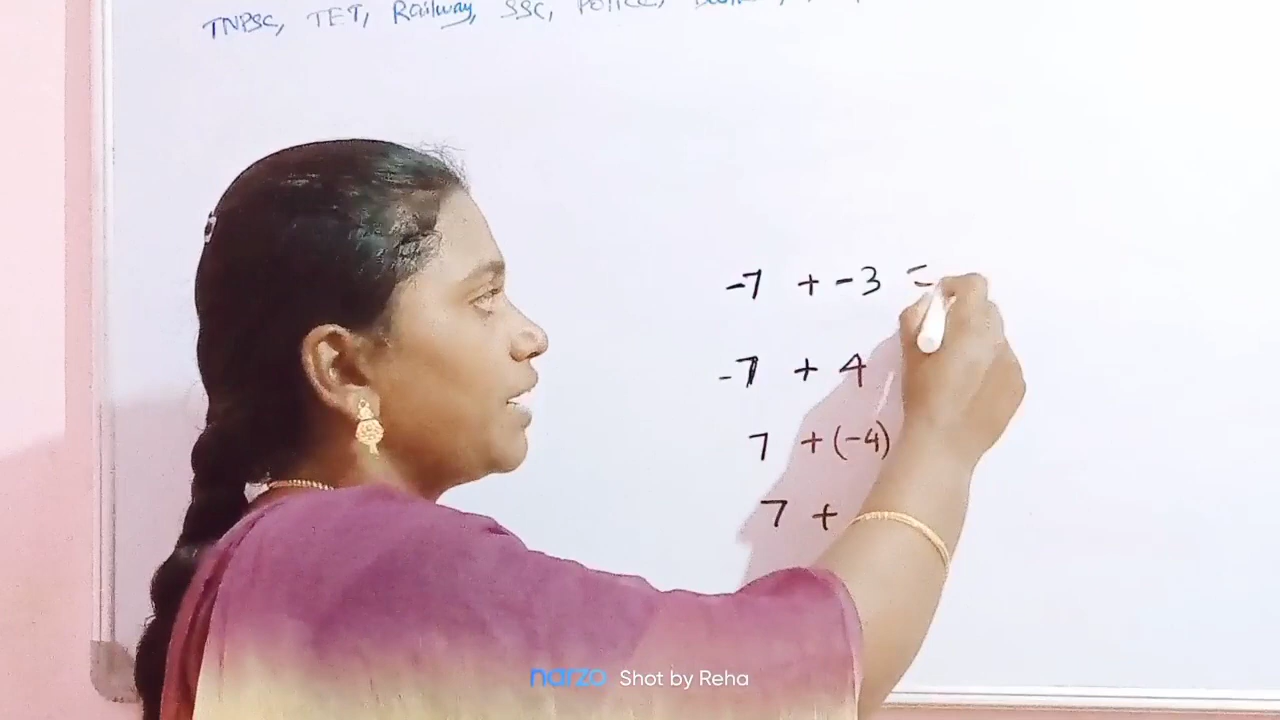 TNPSC, TET, Railway, SSC, POLICE,
-7 + -3 =
-7 + 4
7 + (-4)
7 +
narzo Shot by Reha